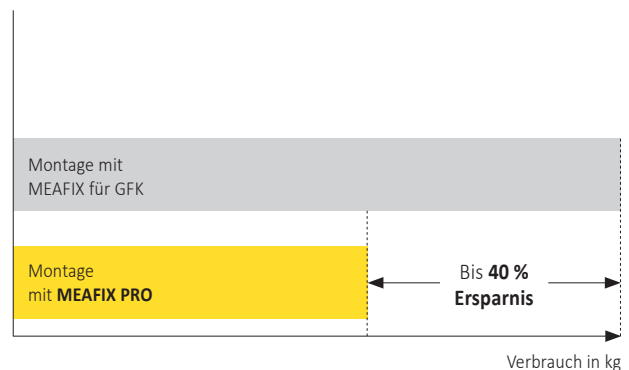 Montage mit
MEAFIX für GFK
Montage
mit MEAFIX PRO
Bis 40 %
Ersparnis
Verbrauch in kg